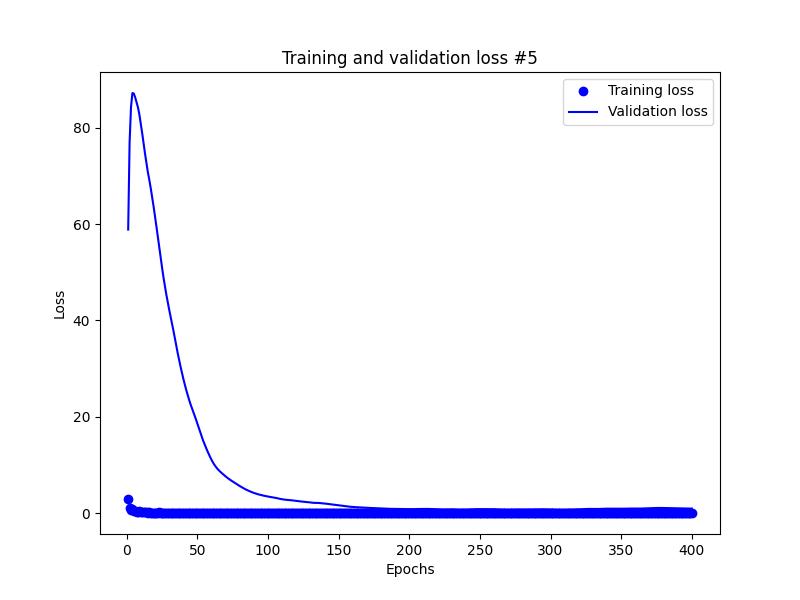 Training and validation loss #5
Training loss
Validation loss
80
60
40
20
0
Loss
0 50 100 150 200 250 300 350 400
Epochs